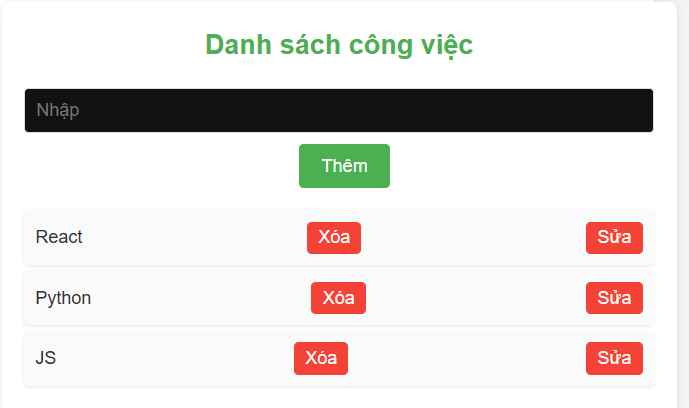 Danh sách công việc
Nhập
Thêm
React Xóa Sửa
Python Xóa Sửa
JS Xóa Sửa